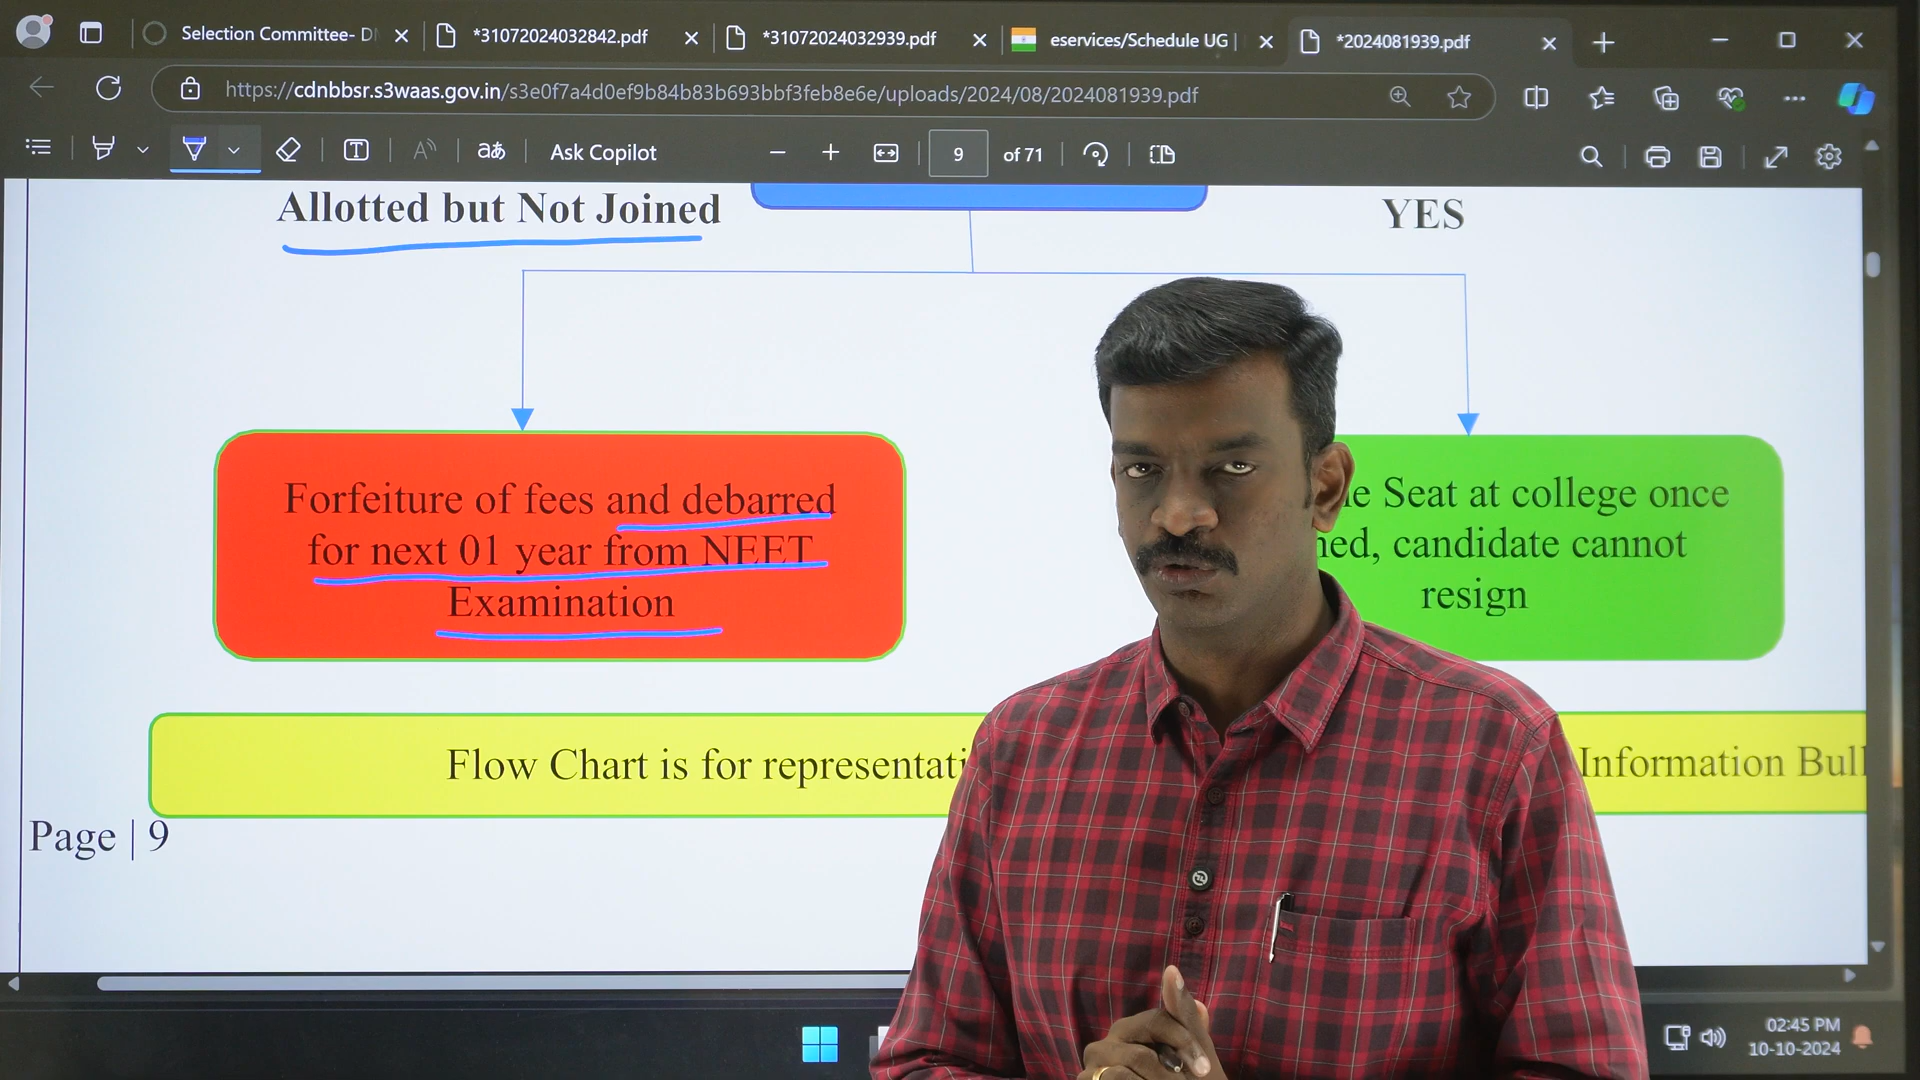 Selection Committee- D
*31072024032842.pdf
*31072024032939.pdf
eservices/Schedule UG |
*2024081939.pdf
https://cdnbbsr.s3waas.gov.in/s3e0f7a4d0ef9b84b83b693bbf3feb8e6e/uploads/2024/08/2024081939.pdf
Ask Copilot
9 of 71
Allotted but Not Joined
YES
Forfeiture of fees and debarred
for next 01 year from NEET
Examination
Seat at college once
candidate cannot
resign
Flow Chart is for
Information
Page | 9
02:45 PM
10-10-2024